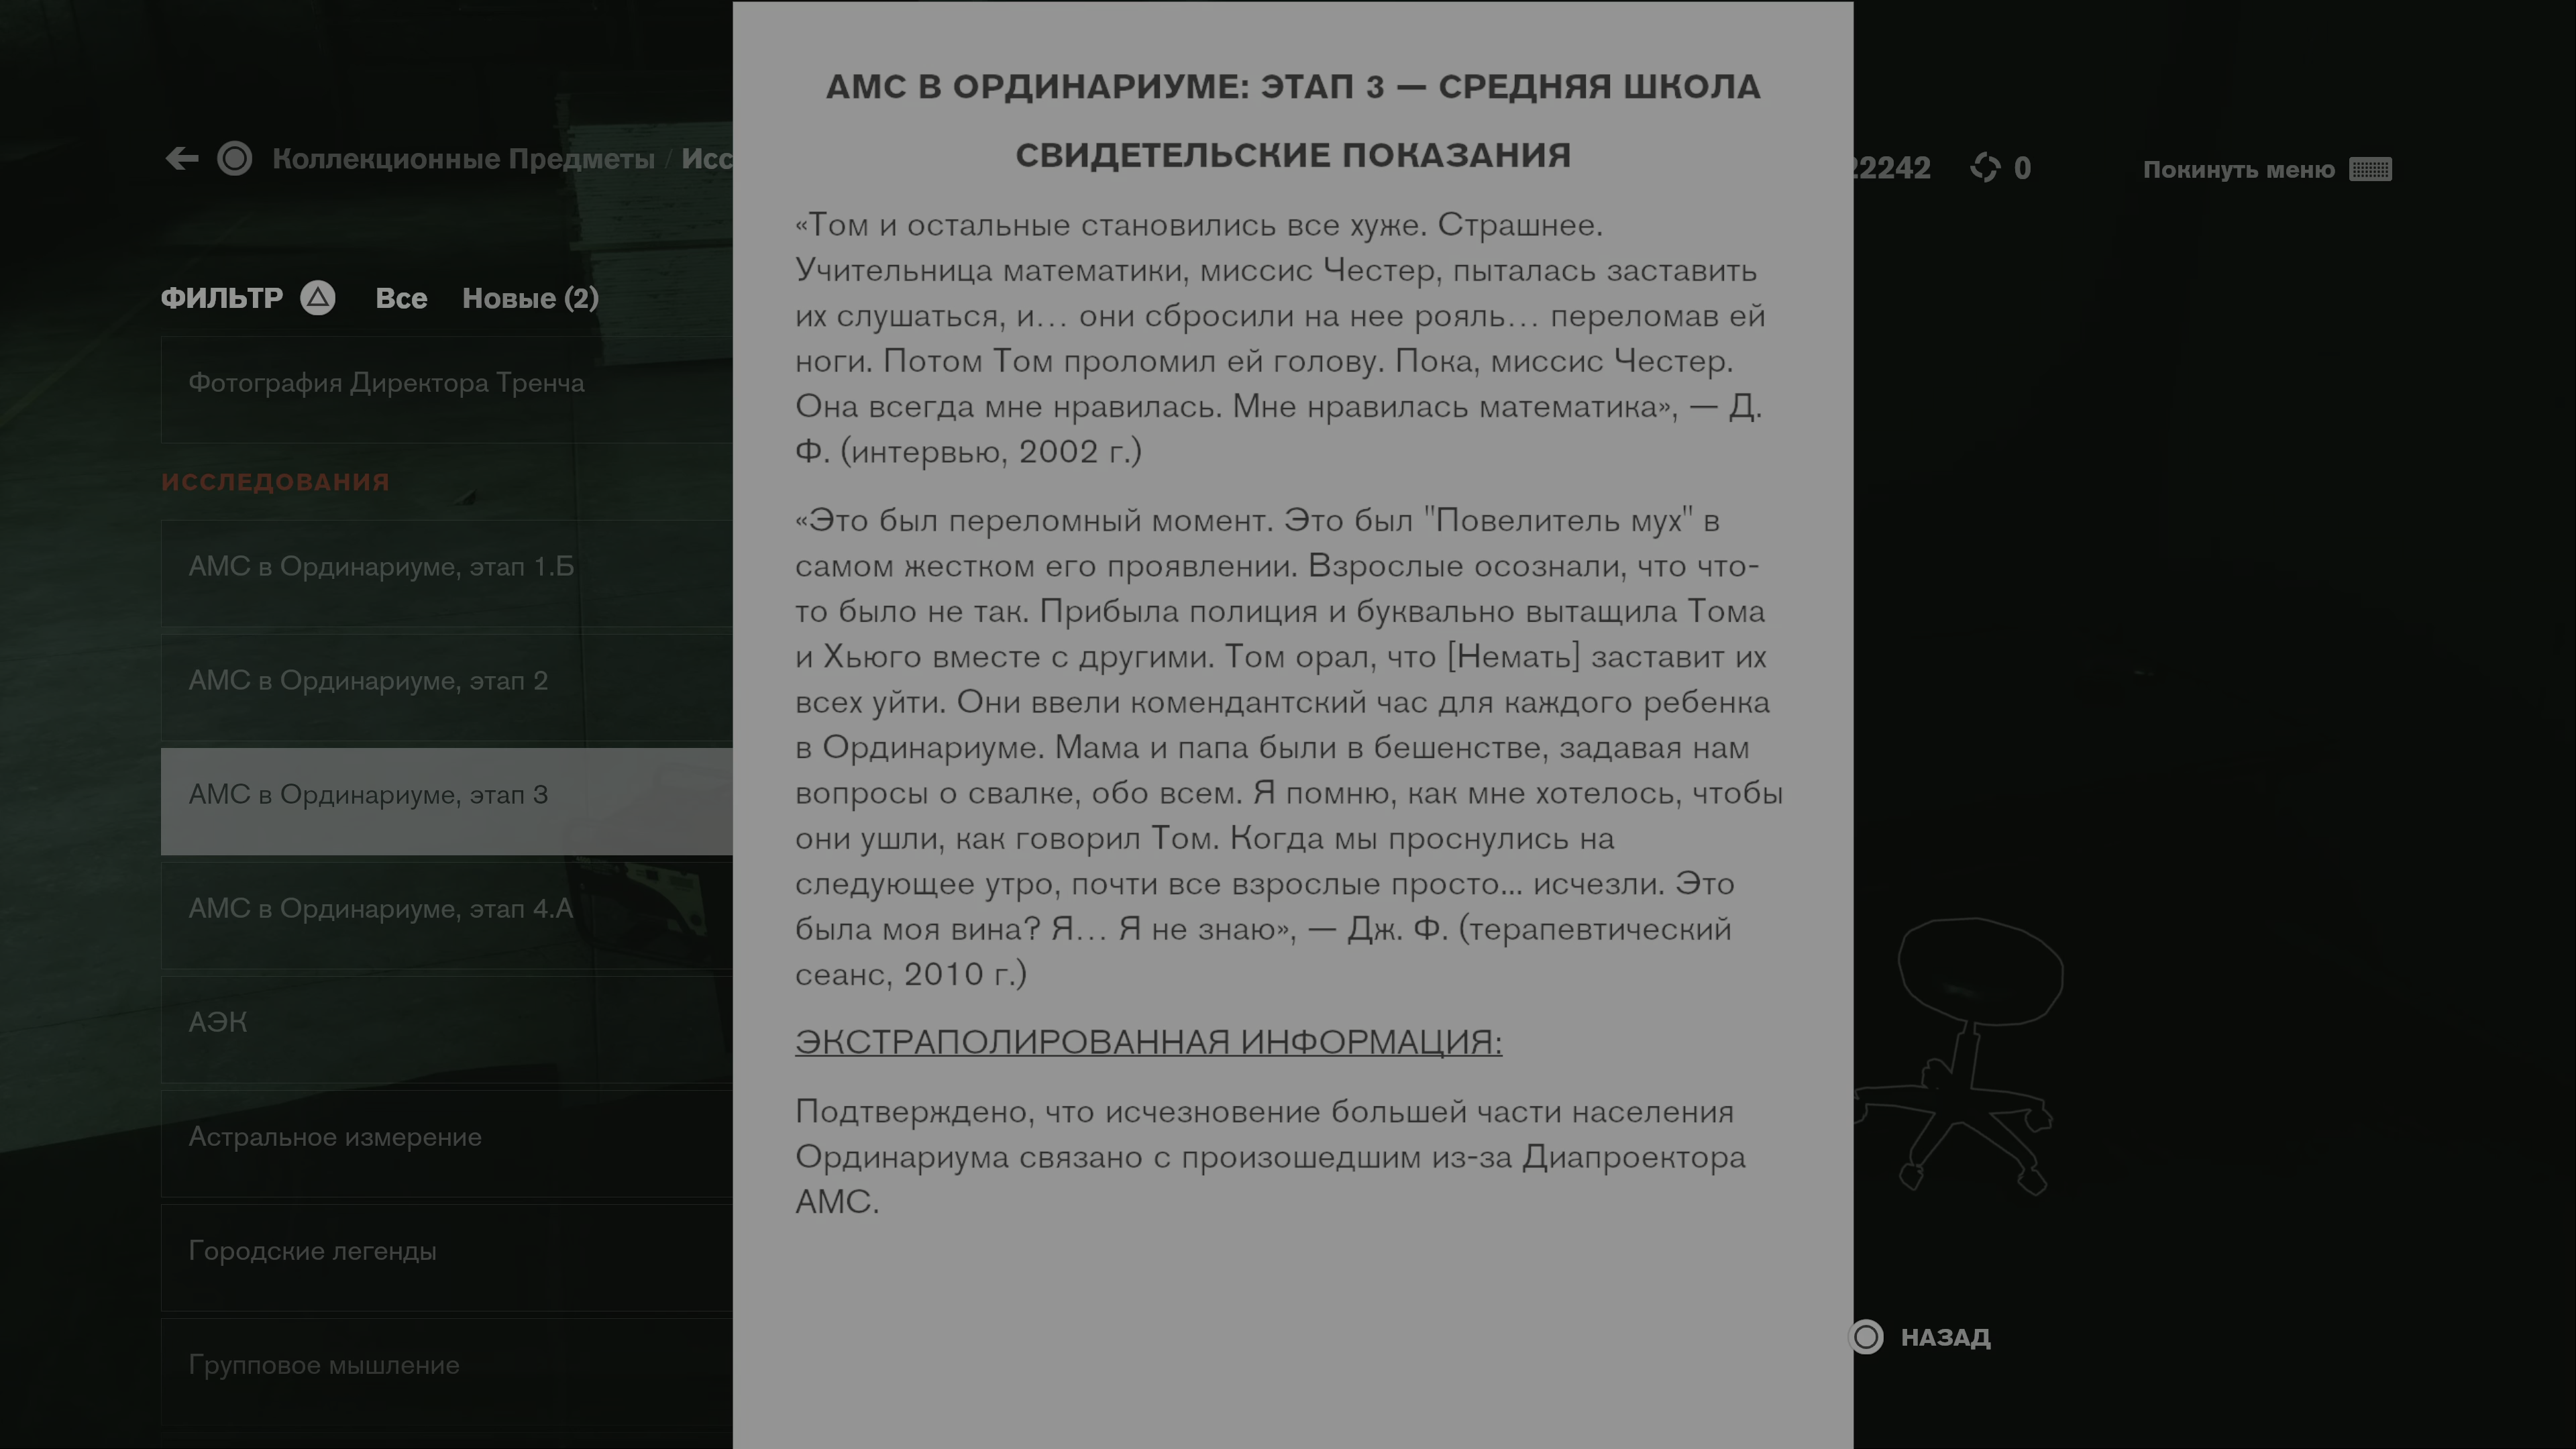 Коллекционные Предметы / Исс
22242
0
Покинуть меню
ФИЛЬТР
Все
Новые (2)
Фотография Директора Тренча
ИССЛЕДОВАНИЯ
АМС в Ординариуме, этап 1.Б
АМС в Ординариуме, этап 2
АМС в Ординариуме, этап 3
АМС в Ординариуме, этап 4.А
АЭК
Астральное измерение
Городские легенды
Групповое мышление
АМС В ОРДИНАРИУМЕ: ЭТАП 3 — СРЕДНЯЯ ШКОЛА
СВИДЕТЕЛЬСКИЕ ПОКАЗАНИЯ
«Том и остальные становились все хуже. Страшнее.
Учительница математики, миссис Честер, пыталась заставить
их слушаться, и… они сбросили на нее рояль… переломав ей
ноги. Потом Том проломил ей голову. Пока, миссис Честер.
Она всегда мне нравилась. Мне нравилась математика», — Д.
Ф. (интервью, 2002 г.)
«Это был переломный момент. Это был "Повелитель мух" в
самом жестком его проявлении. Взрослые осознали, что что-
то было не так. Прибыла полиция и буквально вытащила Тома
и Хьюго вместе с другими. Том орал, что [Немать] заставит их
всех уйти. Они ввели комендантский час для каждого ребенка
в Ординариуме. Мама и папа были в бешенстве, задавая нам
вопросы о свалке, обо всем. Я помню, как мне хотелось, чтобы
они ушли, как говорил Том. Когда мы проснулись на
следующее утро, почти все взрослые просто... исчезли. Это
была моя вина? Я… Я не знаю», — Дж. Ф. (терапевтический
сеанс, 2010 г.)
ЭКСТРАПОЛИРОВАННАЯ ИНФОРМАЦИЯ:
Подтверждено, что исчезновение большей части населения
Ординариума связано с произошедшим из-за Диапроектора
АМС.
НАЗАД